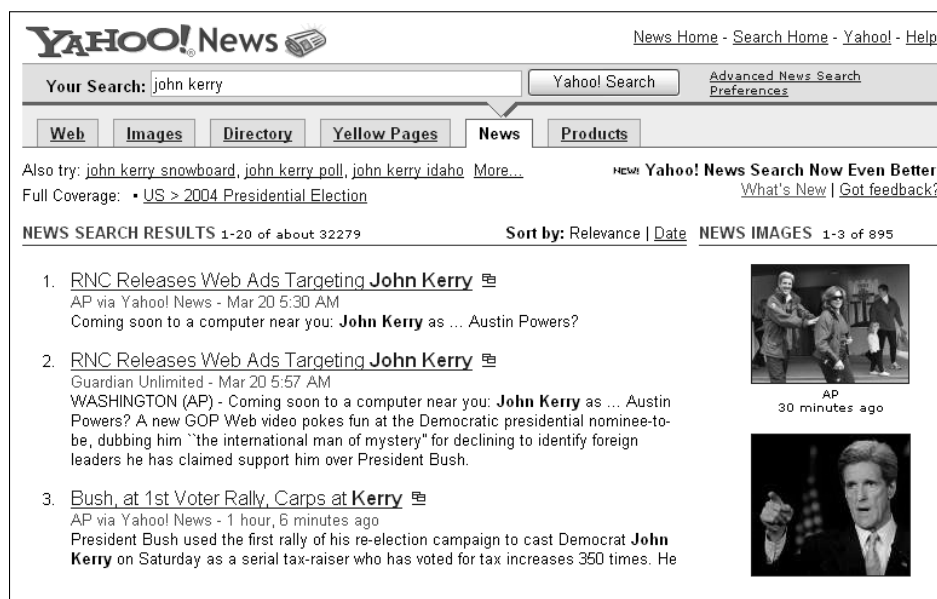 YAHOO! News
News Home - Search Home - Yahoo! - Help
Your Search: john kerry Yahoo! Search
Advanced News Search
Preferences
Web Images Directory Yellow Pages News Products
Also try: john kerry snowboard, john kerry poll, john kerry idaho More...
NEW! Yahoo! News Search Now Even Better
Full Coverage: • US > 2004 Presidential Election
What's New | Got feedback?
NEWS SEARCH RESULTS 1-20 of about 32279 Sort by: Relevance | Date
NEWS IMAGES 1-3 of 895
1. RNC Releases Web Ads Targeting John Kerry
AP via Yahoo! News - Mar 20 5:30 AM
Coming soon to a computer near you: John Kerry as ... Austin Powers?
2. RNC Releases Web Ads Targeting John Kerry
Guardian Unlimited - Mar 20 5:57 AM
WASHINGTON (AP) - Coming soon to a computer near you: John Kerry as ... Austin
Powers? A new GOP Web video pokes fun at the Democratic presidential nominee-to-
be, dubbing him ``the international man of mystery'' for declining to identify foreign
leaders he has claimed support him over President Bush.
3. Bush, at 1st Voter Rally, Carps at Kerry
AP via Yahoo! News - 1 hour, 6 minutes ago
President Bush used the first rally of his re-election campaign to cast Democrat John
Kerry on Saturday as a serial tax-raiser who has voted for tax increases 350 times. He
AP
30 minutes ago